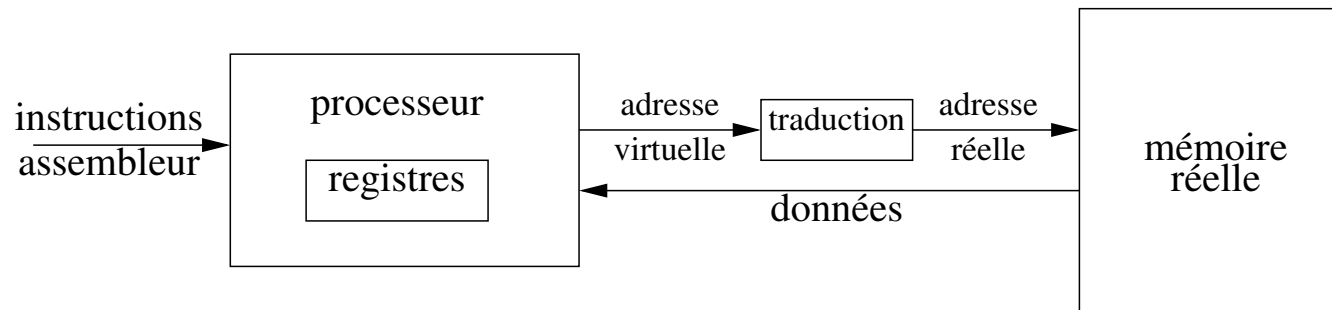 instructions
assembleur
processeur
registres
adresse
virtuelle
traduction
adresse
réelle
données
mémoire
réelle